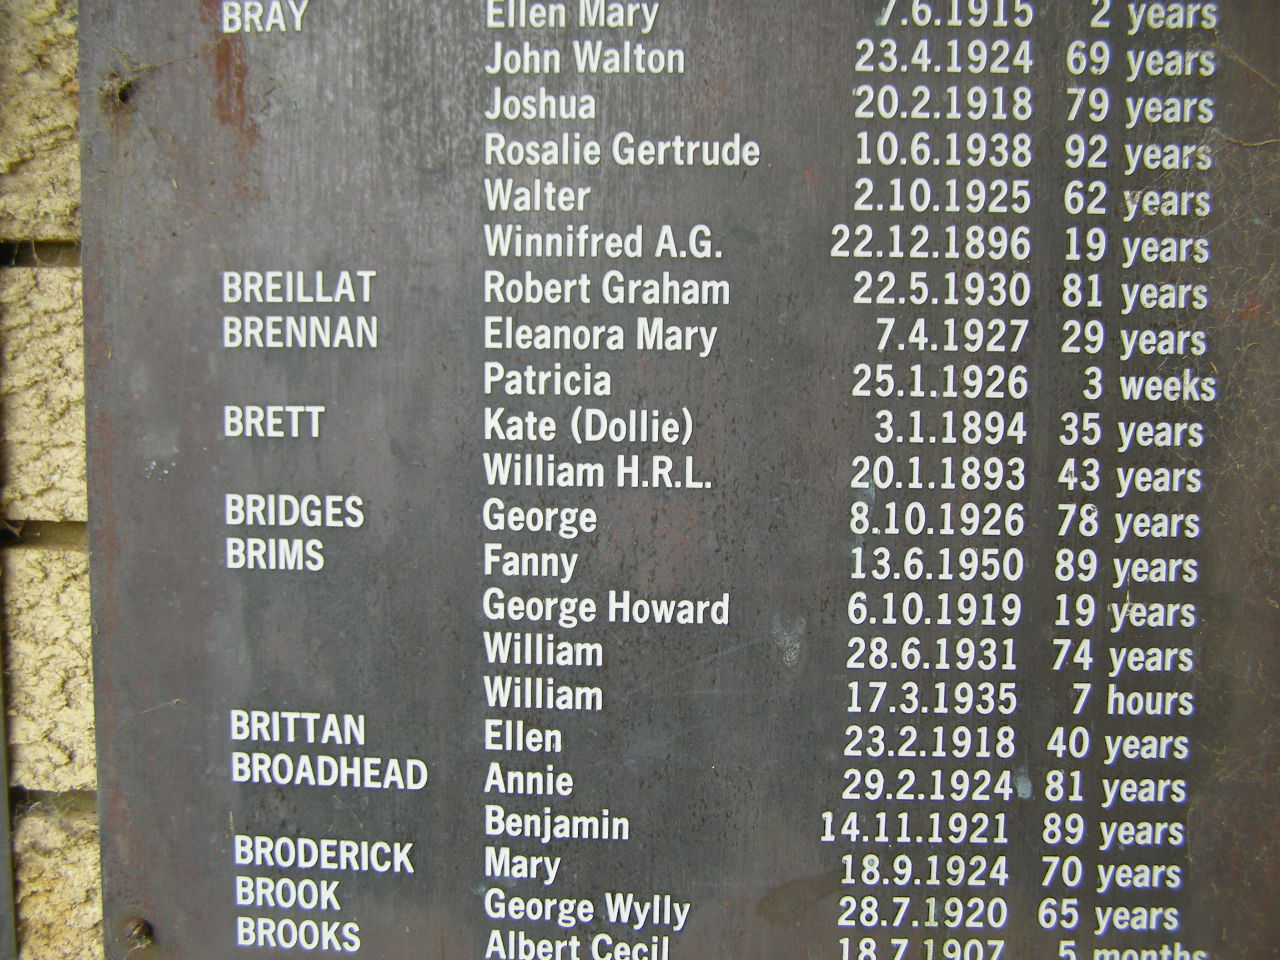 BRAY Ellen Mary 7.6.1915 2 years
John Walton 23.4.1924 69 years
Joshua 20.2.1918 79 years
Rosalie Gertrude 10.6.1938 92 years
Walter 2.10.1925 62 years
Winnifred A.G. 22.12.1896 19 years
BREILLAT Robert Graham 22.5.1930 81 years
BRENNAN Eleanora Mary 7.4.1927 29 years
Patricia 25.1.1926 3 weeks
BRETT Kate (Dollie) 3.1.1894 35 years
William H.R.L. 20.1.1893 43 years
BRIDGES George 8.10.1926 78 years
BRIMS Fanny 13.6.1950 89 years
George Howard 6.10.1919 19 years
William 28.6.1931 74 years
William 17.3.1935 7 hours
BRITTAN Ellen 23.2.1918 40 years
BROADHEAD Annie 29.2.1924 81 years
Benjamin 14.11.1921 89 years
BRODERICK Mary 18.9.1924 70 years
BROOK George Wylly 28.7.1920 65 years
BROOKS Albert Cecil 18.7.1907 5 months